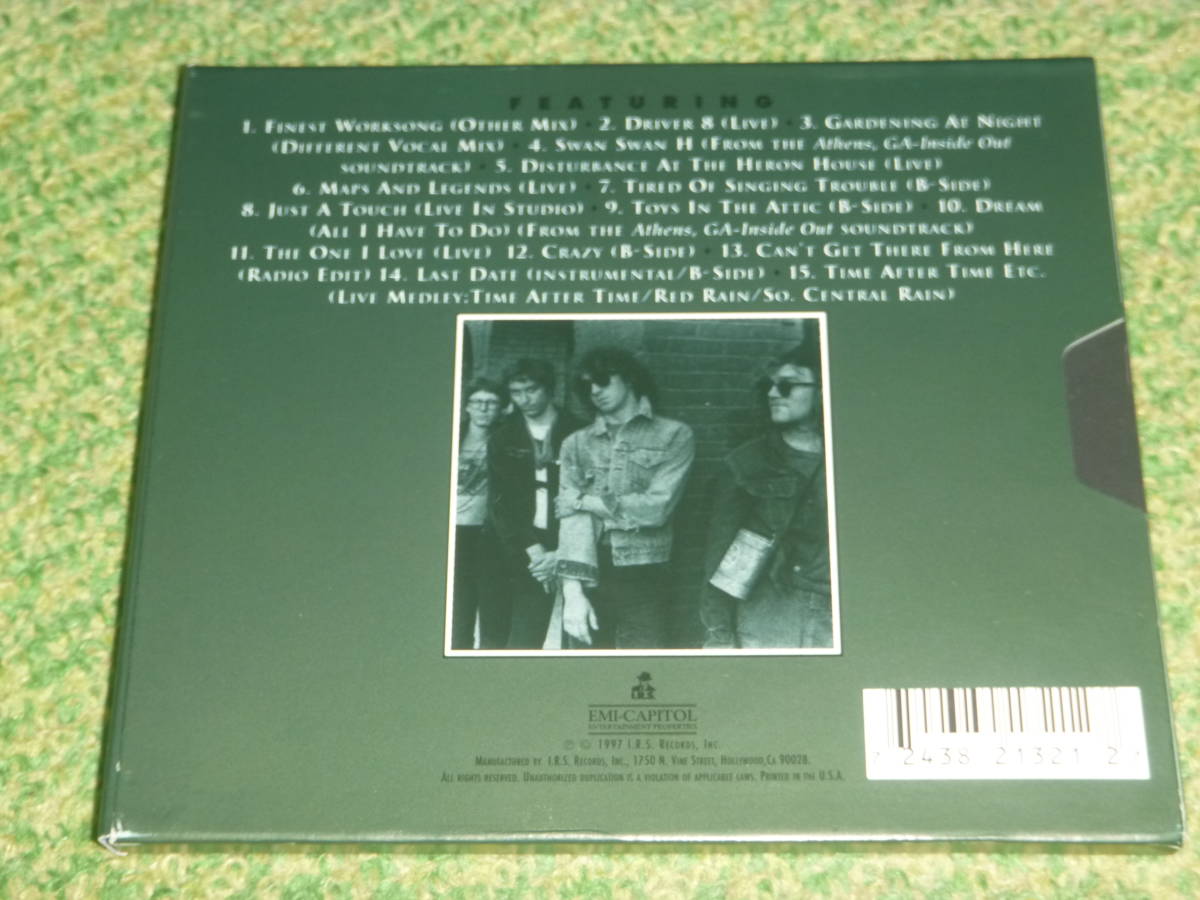 FEATURING
1. FINEST WORKSONG (OTHER MIX) • 2. DRIVER 8 (LIVE) • 3. GARDENING AT NIGHT
(DIFFERENT VOCAL MIX) • 4. SWAN SWAN H (FROM THE Athens, GA-Inside Out
SOUNDTRACK) • 5. DISTURBANCE AT THE HERON HOUSE (LIVE)
6. MAPS AND LEGENDS (LIVE) • 7. TIRED OF SINGING TROUBLE (B-SIDE)
8. JUST A TOUCH (LIVE IN STUDIO) • 9. TOYS IN THE ATTIC (B-SIDE) • 10. DREAM
(ALL I HAVE TO DO) (FROM THE Athens, GA-Inside Out SOUNDTRACK)
11. THE ONE I LOVE (LIVE) 12. CRAZY (B-SIDE) • 13. CAN'T GET THERE FROM HERE
(RADIO EDIT) 14. LAST DATE (INSTRUMENTAL/B-SIDE) • 15. TIME AFTER TIME ETC.
(LIVE MEDLEY:TIME AFTER TIME/RED RAIN/SO. CENTRAL RAIN)
I.R.S.
EMI-CAPITOL
ENTERTAINMENT PROPERTIES
℗ © 1997 I.R.S. RECORDS, INC.
MANUFACTURED BY I.R.S. RECORDS, INC., 1750 N. VINE STREET, HOLLYWOOD, CA 90028.
ALL RIGHTS RESERVED. UNAUTHORIZED DUPLICATION IS A VIOLATION OF APPLICABLE LAWS. PRINTED IN THE U.S.A.
7 2438 21321 2